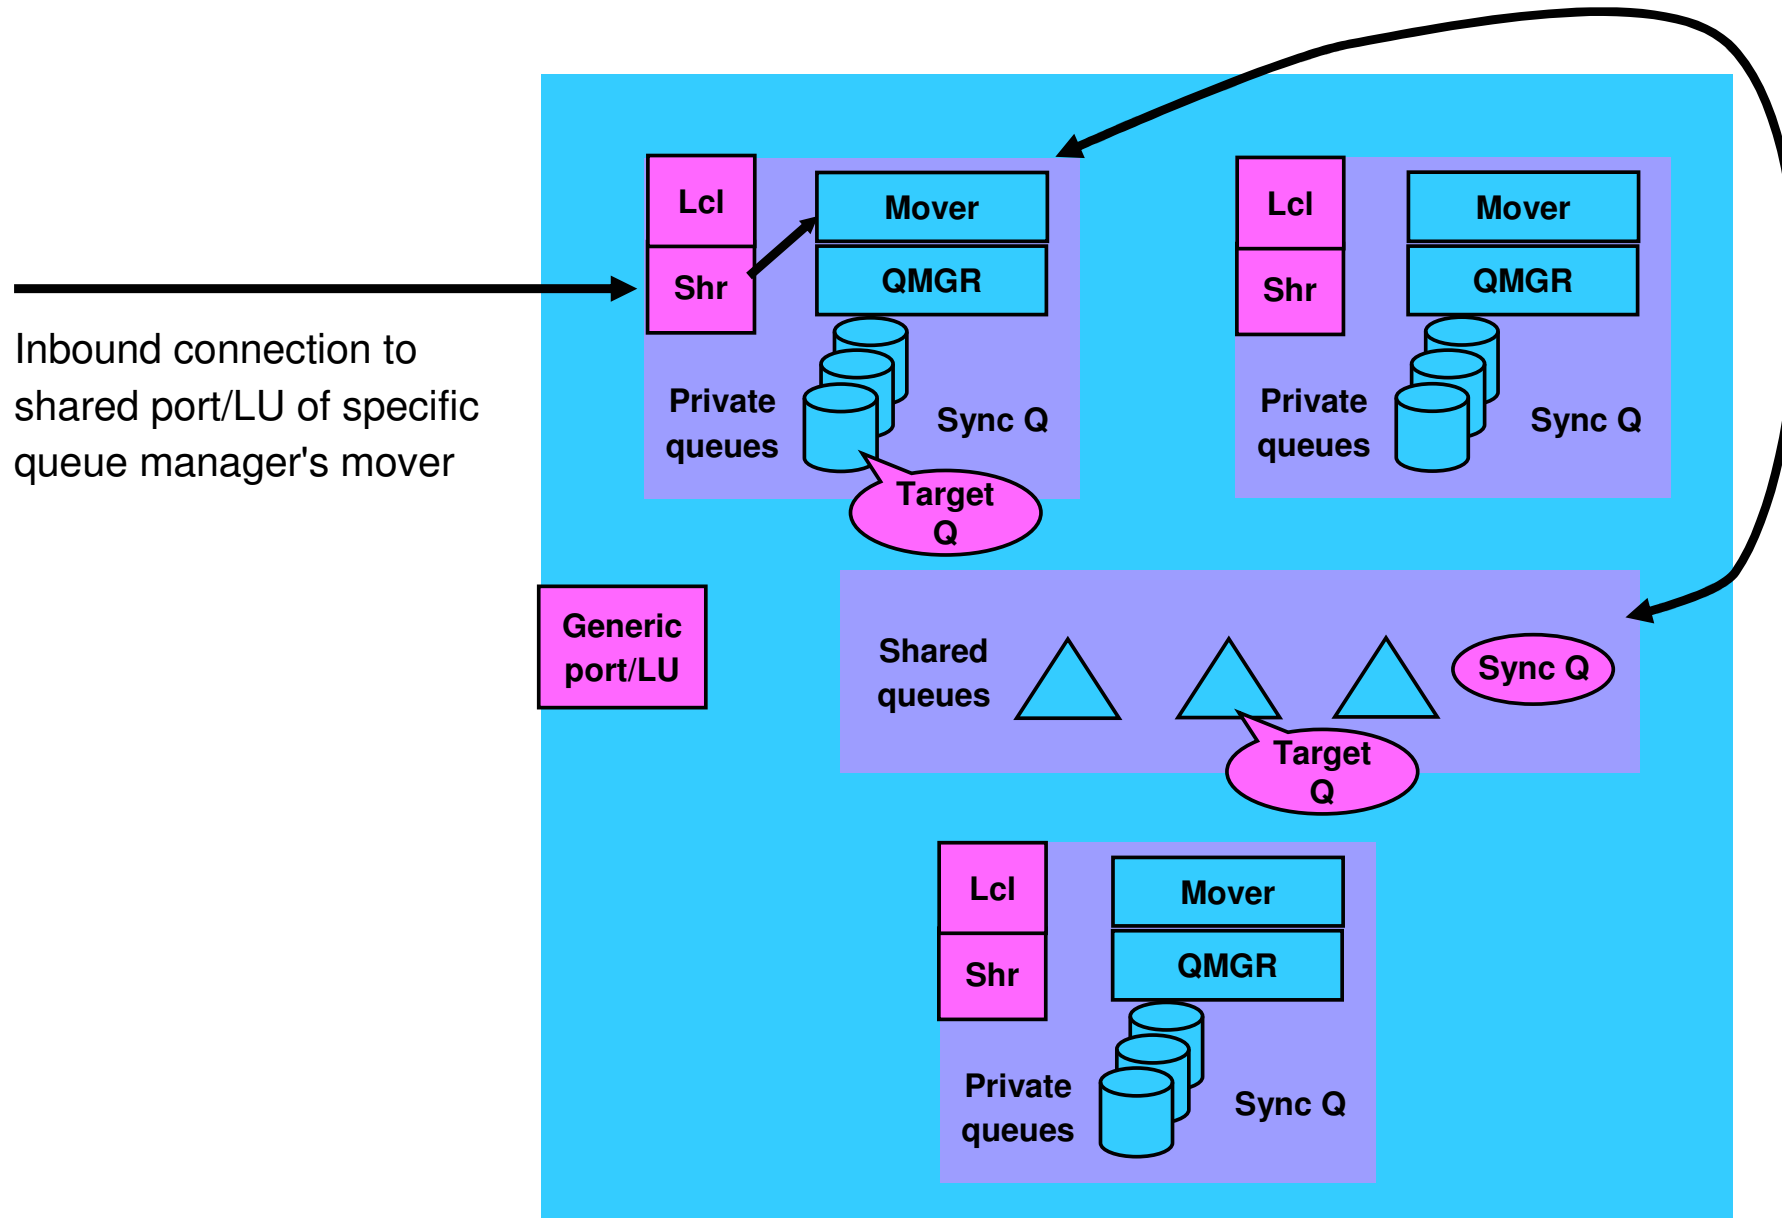 Inbound connection to
shared port/LU of specific
queue manager's mover
Lcl
Shr
Mover
QMGR
Private
queues
Sync Q
Target
Q
Lcl
Shr
Mover
QMGR
Private
queues
Sync Q
Generic
port/LU
Shared
queues
Sync Q
Target
Q
Lcl
Shr
Mover
QMGR
Private
queues
Sync Q